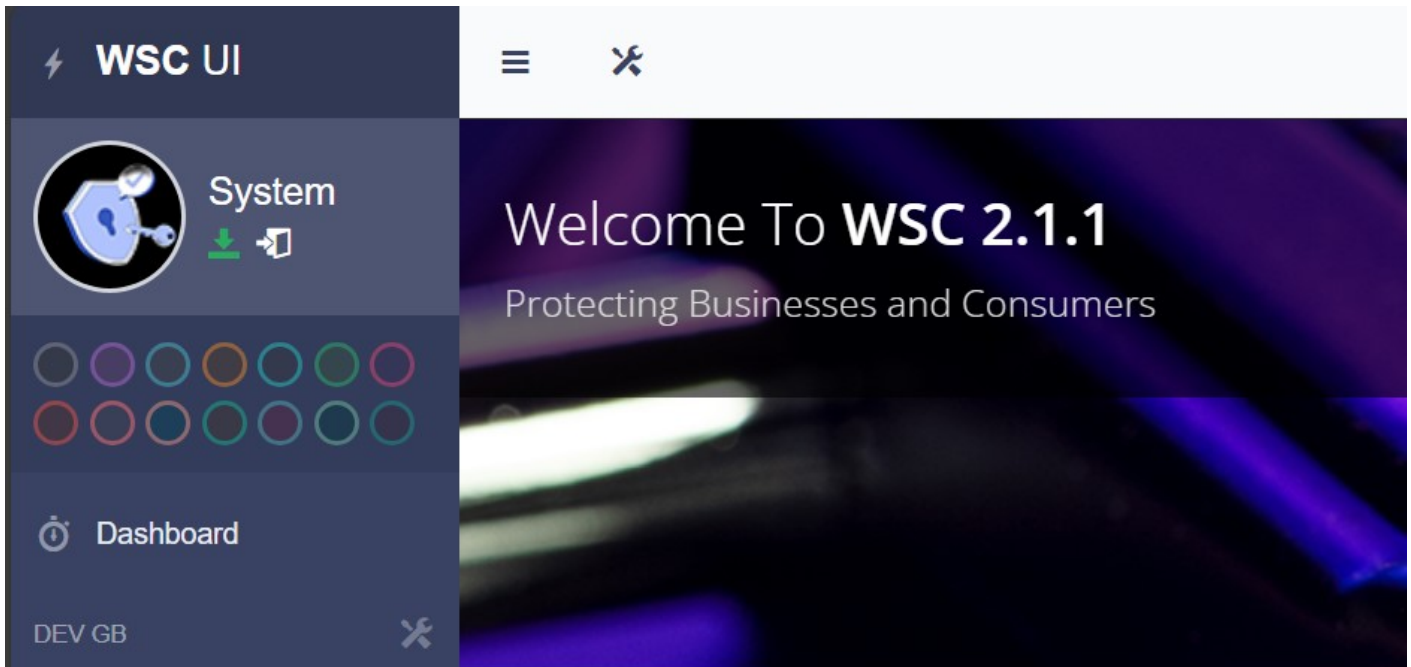 WSC UI
System
Dashboard
DEV GB
Welcome To WSC 2.1.1
Protecting Businesses and Consumers